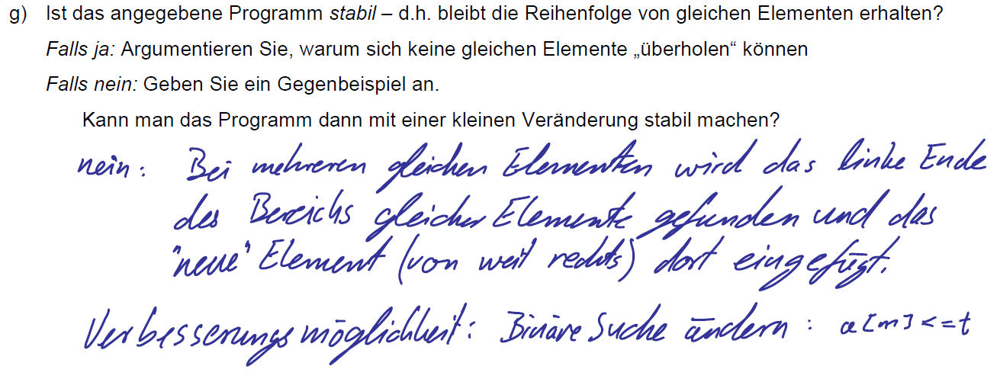 g) Ist das angegebene Programm stabil – d.h. bleibt die Reihenfolge von gleichen Elementen erhalten?
Falls ja: Argumentieren Sie, warum sich keine gleichen Elemente „überholen“ können
Falls nein: Geben Sie ein Gegenbeispiel an.
Kann man das Programm dann mit einer kleinen Veränderung stabil machen?
nein: Bei mehreren gleichen Elementen wird das linke Ende
des Bereichs gleicher Elemente gefunden und das
"neue" Element (von weit rechts) dort eingefügt.
Verbesserungsmöglichkeit: Binäre Suche ändern: a[m] <= t